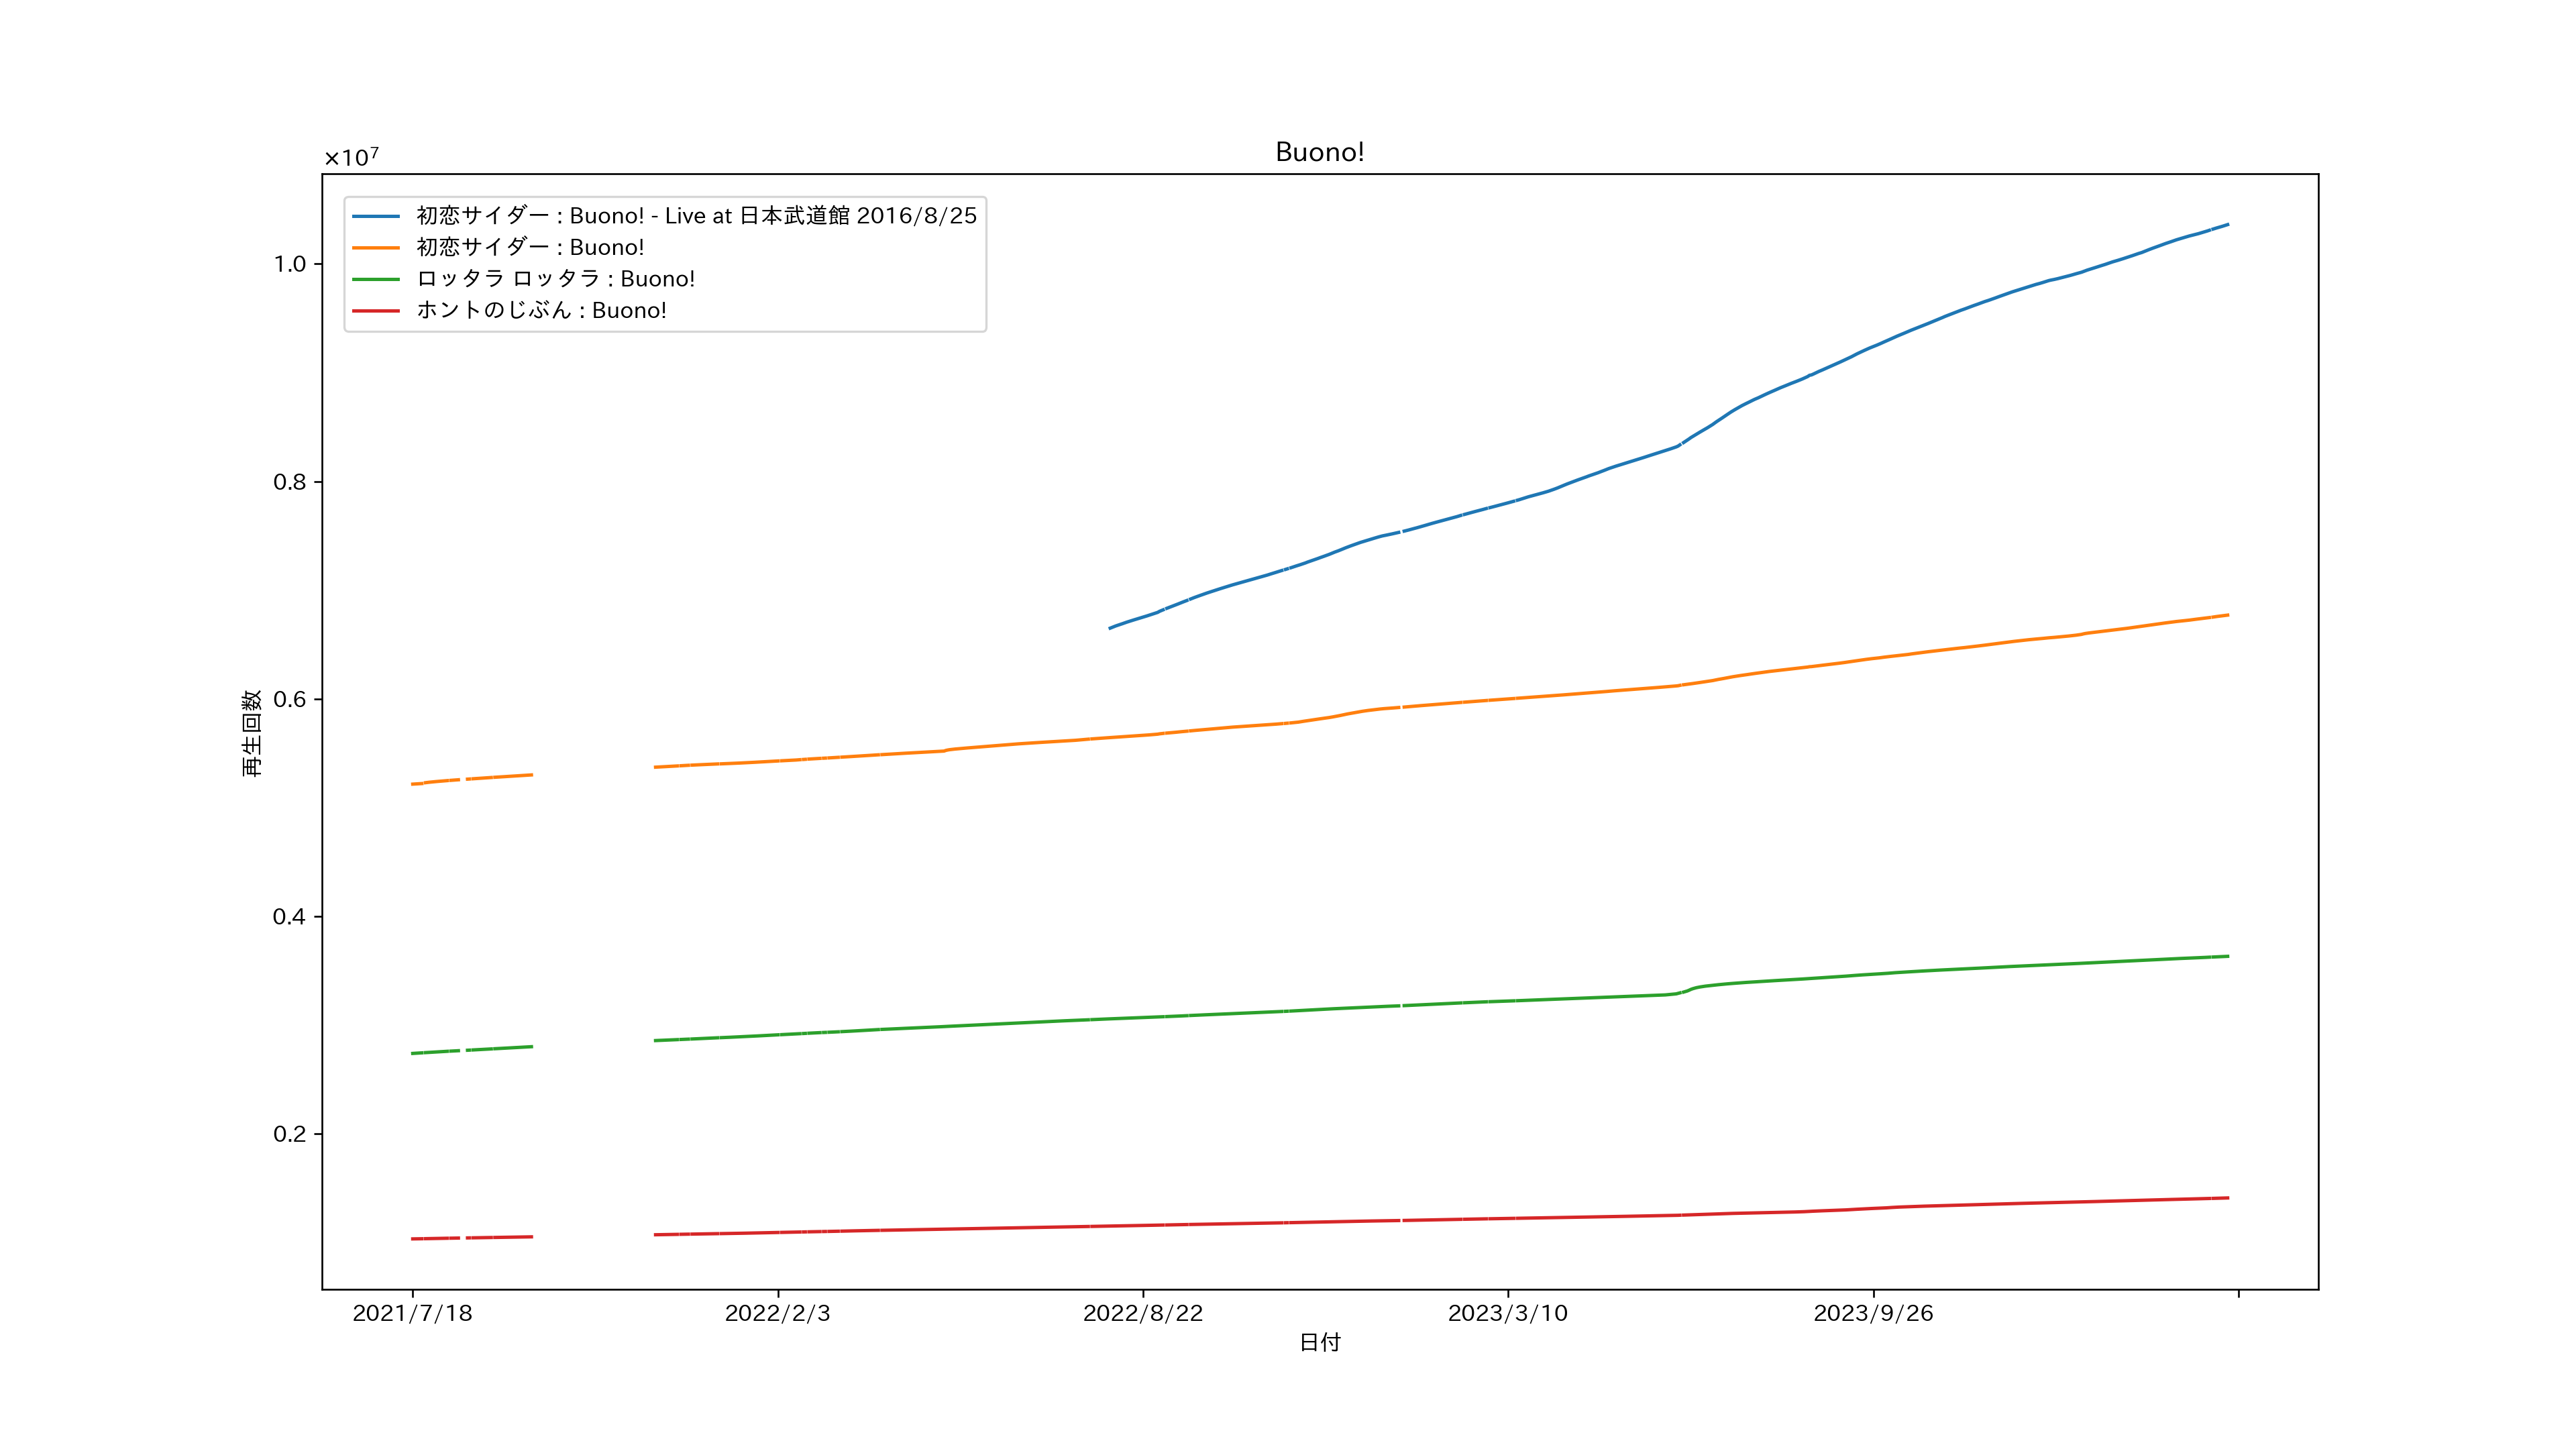 Buono!
×10⁷
初恋サイダー : Buono! - Live at 日本武道館 2016/8/25
初恋サイダー : Buono!
ロッタラ ロッタラ : Buono!
ホントのじぶん : Buono!
1.0
0.8
0.6
0.4
0.2
再生回数
2021/7/18
2022/2/3
2022/8/22
2023/3/10
2023/9/26
日付